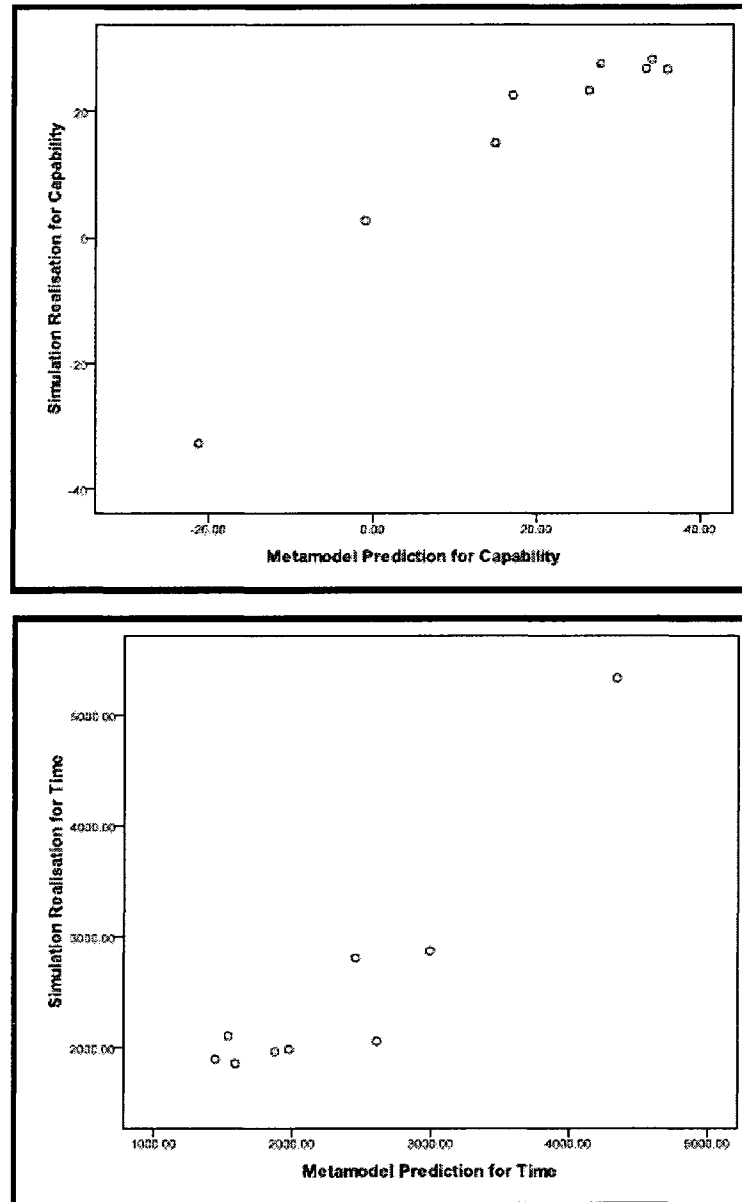 Simulation Realisation for Capability
20
0
-20
-40
-20.00 0.00 20.00 40.00
Metamodel Prediction for Capability
Simulation Realisation for Time
5000.00
4000.00
3000.00
2000.00
1000.00 2000.00 3000.00 4000.00 5000.00
Metamodel Prediction for Time